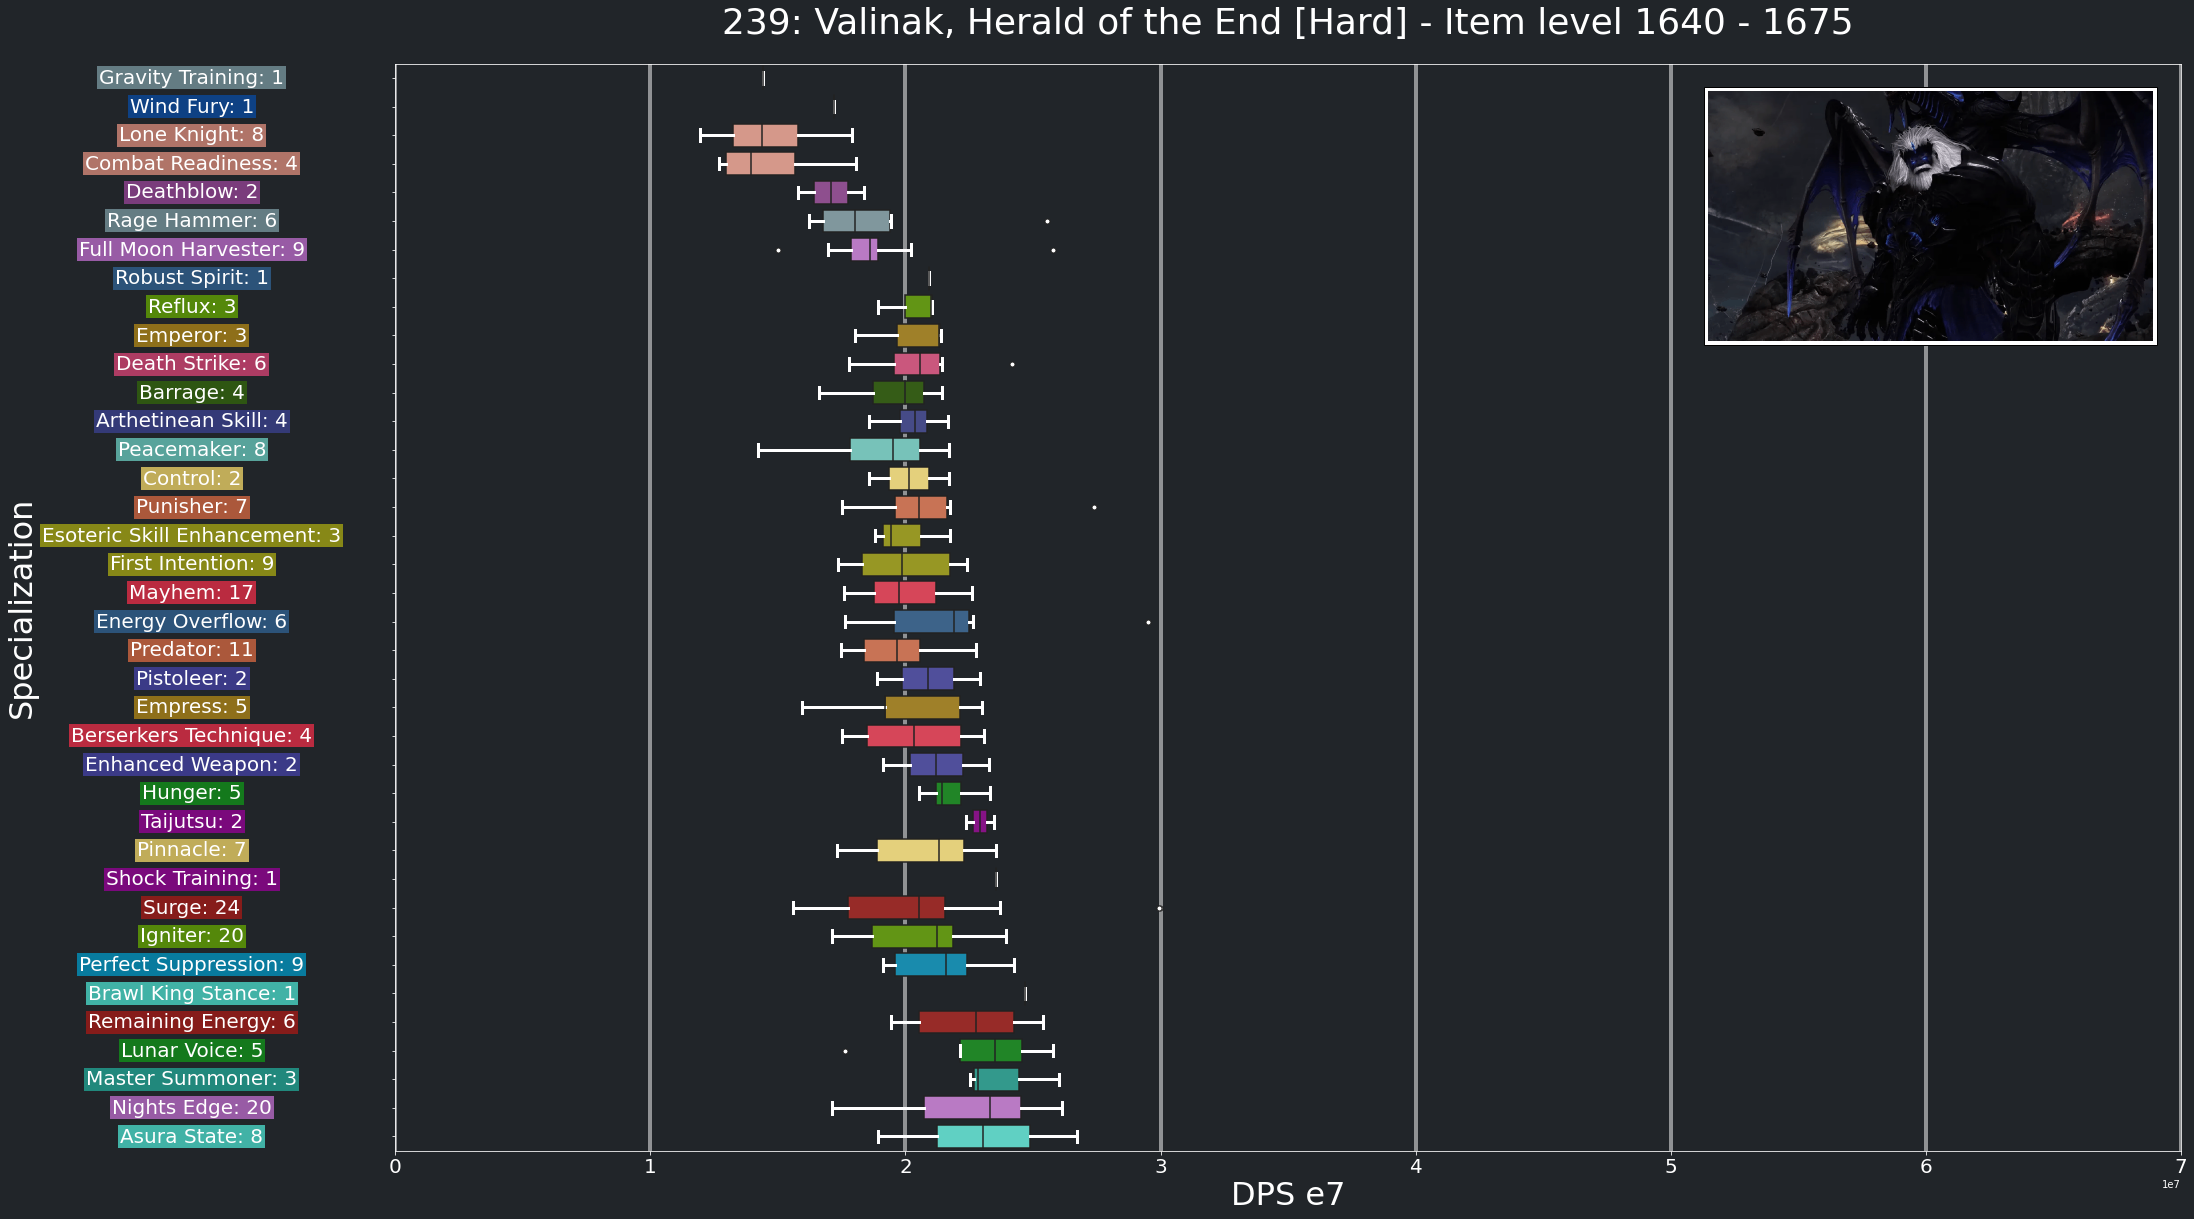 239: Valinak, Herald of the End [Hard] - Item level 1640 - 1675
Specialization
Gravity Training: 1
Wind Fury: 1
Lone Knight: 8
Combat Readiness: 4
Deathblow: 2
Rage Hammer: 6
Full Moon Harvester: 9
Robust Spirit: 1
Reflux: 3
Emperor: 3
Death Strike: 6
Barrage: 4
Arthetinean Skill: 4
Peacemaker: 8
Control: 2
Punisher: 7
Esoteric Skill Enhancement: 3
First Intention: 9
Mayhem: 17
Energy Overflow: 6
Predator: 11
Pistoleer: 2
Empress: 5
Berserkers Technique: 4
Enhanced Weapon: 2
Hunger: 5
Taijutsu: 2
Pinnacle: 7
Shock Training: 1
Surge: 24
Igniter: 20
Perfect Suppression: 9
Brawl King Stance: 1
Remaining Energy: 6
Lunar Voice: 5
Master Summoner: 3
Nights Edge: 20
Asura State: 8
0 1 2 3 4 5 6 7
1e7
DPS e7